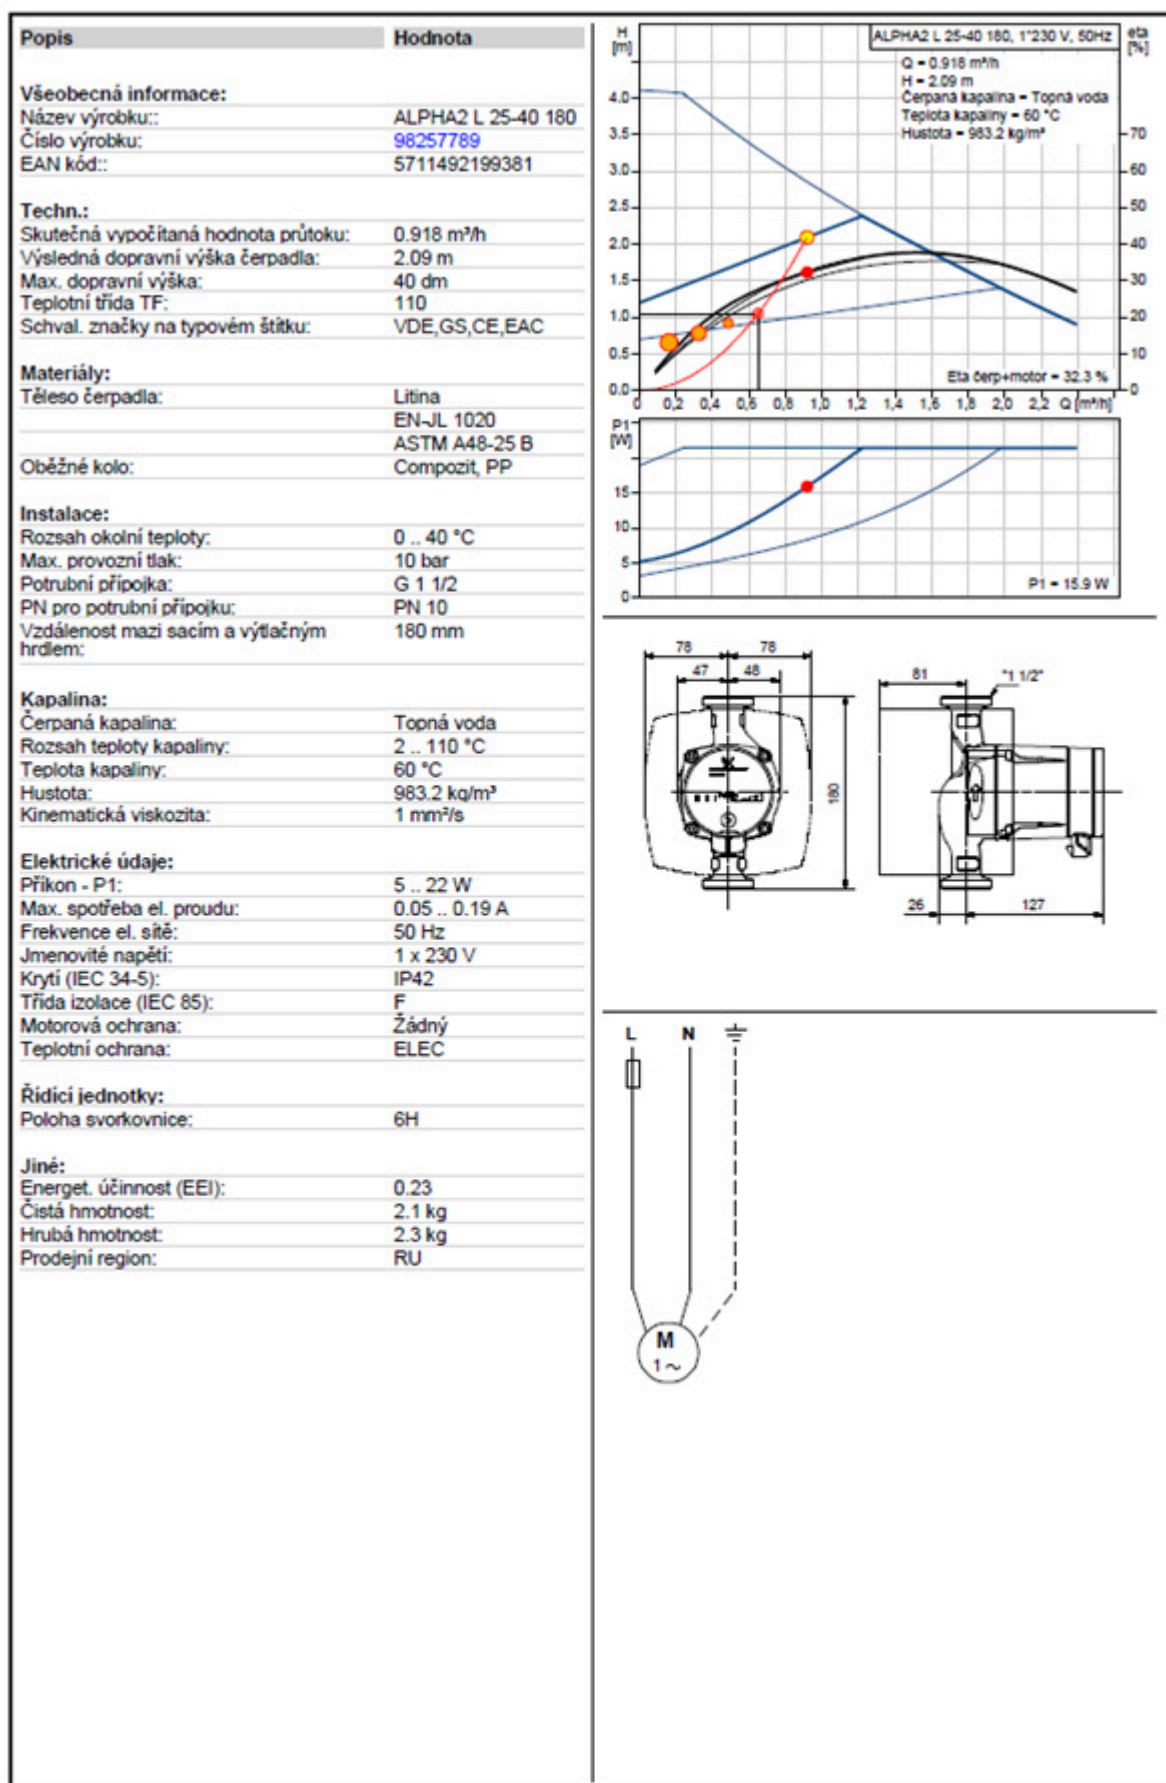 Popis Hodnota
Všeobecná informace:
Název výrobku:: ALPHA2 L 25-40 180
Číslo výrobku: 98257789
EAN kód:: 5711492199381
Techn.:
Skutečná vypočítaná hodnota průtoku: 0.918 m³/h
Výsledná dopravní výška čerpadla: 2.09 m
Max. dopravní výška: 40 dm
Teplotní třída TF: 110
Schval. značky na typovém štítku: VDE,GS,CE,EAC
Materiály:
Těleso čerpadla: Litina
EN-JL 1020
ASTM A48-25 B
Oběžné kolo: Compozit, PP
Instalace:
Rozsah okolní teploty: 0 .. 40 °C
Max. provozní tlak: 10 bar
Potrubní přípojka: G 1 1/2
PN pro potrubní přípojku: PN 10
Vzdálenost mazi sacím a výtlačným 180 mm
hrdlem:
Kapalina:
Čerpaná kapalina: Topná voda
Rozsah teploty kapaliny: 2 .. 110 °C
Teplota kapaliny: 60 °C
Hustota: 983.2 kg/m³
Kinematická viskozita: 1 mm²/s
Elektrické údaje:
Příkon - P1: 5 .. 22 W
Max. spotřeba el. proudu: 0.05 .. 0.19 A
Frekvence el. sítě: 50 Hz
Jmenovité napětí: 1 x 230 V
Krytí (IEC 34-5): IP42
Třída izolace (IEC 85): F
Motorová ochrana: Žádný
Teplotní ochrana: ELEC
Řídicí jednotky:
Poloha svorkovnice: 6H
Jiné:
Energet. účinnost (EEI): 0.23
Čistá hmotnost: 2.1 kg
Hrubá hmotnost: 2.3 kg
Prodejní region: RU
H
[m]
ALPHA2 L 25-40 180, 1*230 V, 50Hz
eta
[%]
Q = 0.918 m³/h
H = 2.09 m
Čerpaná kapalina = Topná voda
Teplota kapaliny = 60 °C
Hustota = 983.2 kg/m³
4.0
3.5 70
3.0 60
2.5 50
2.0 40
1.5 30
1.0 20
0.5 10
Eta čerp+motor = 32.3 %
0.0 0
0 0,2 0,4 0,6 0,8 1,0 1,2 1,4 1,6 1,8 2,0 2,2 Q [m³/h]
P1
[W]
15
10
5
P1 = 15.9 W
0
78 78
47 48
180
81 "1 1/2"
26 127
L N
M
1 ~